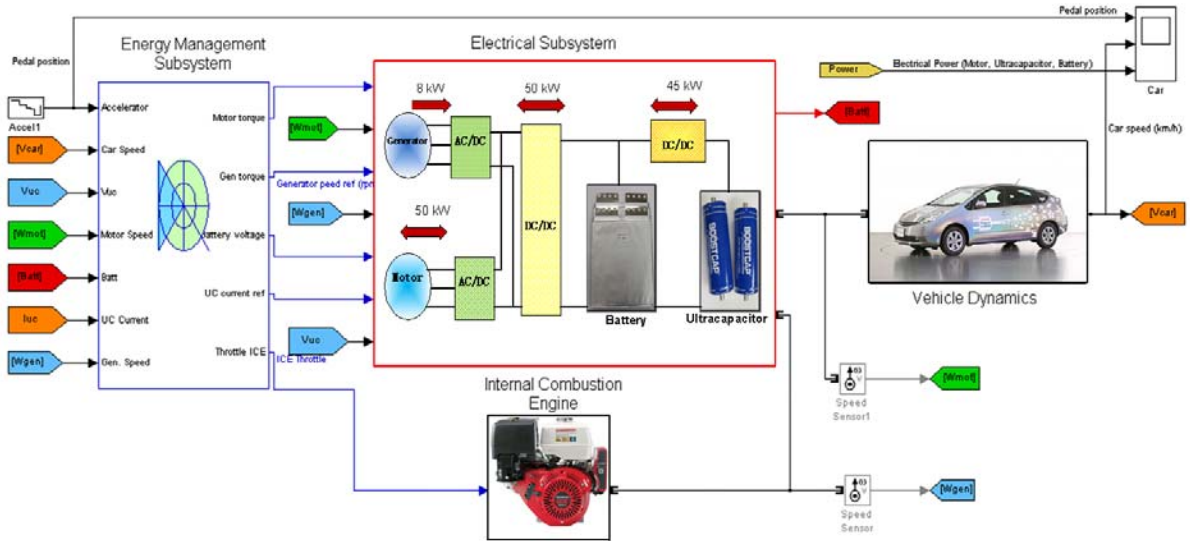 Pedal position
Energy Management
Subsystem
Electrical Subsystem
Pedal position
Power
Electrical Power (Motor, Ultracapacitor, Battery)
Car
Accel1
Accelerator
Motor torque
8 kW
50 kW
45 kW
[Batt]
Car speed (km/h)
[Wmot]
Generator
AC/DC
DC/DC
[Vcar]
Car Speed
Gen torque
Generator peed ref (rpm
Vuc
Vuc
[Wgen]
DC/DC
50 kW
[Vcar]
[Wmot]
Motor Speed
battery voltage
Motor
AC/DC
[Batt]
Batt
UC current ref
Vehicle Dynamics
Iuc
UC Current
Battery
Ultracapacitor
BOOSTCAP
BOOSTCAP
Vuc
[Wgen]
Gen. Speed
Throttle ICE
ICE Throttle
Internal Combustion
Engine
[Wmot]
Speed
Sensor1
[Wgen]
Speed
Sensor